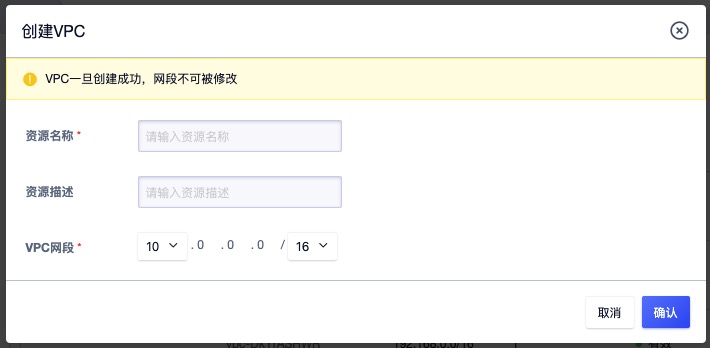 创建VPC
VPC一旦创建成功，网段不可被修改
资源名称 *
请输入资源名称
资源描述
请输入资源描述
VPC网段 *
10 . 0 . 0 . 0 / 16
取消 确认